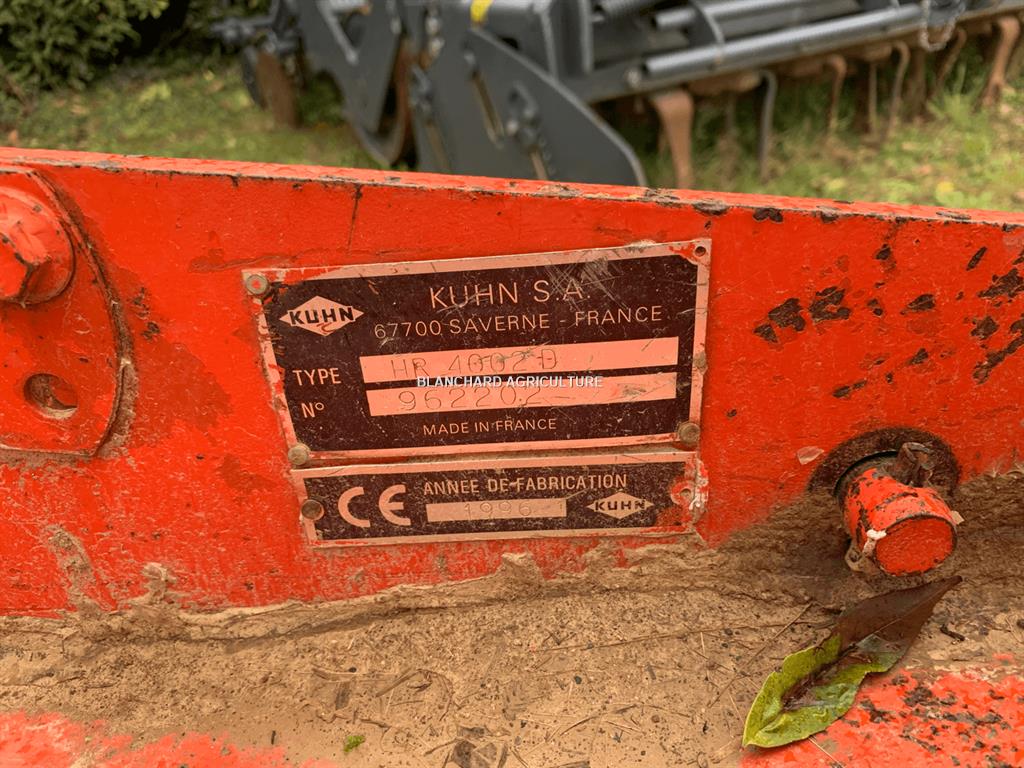 KUHN S.A.
KUHN
67700 SAVERNE - FRANCE
TYPE HR 4002 D
BLANCHARD AGRICULTURE
N° 962202
MADE IN FRANCE
CE ANNEE DE FABRICATION
1996
KUHN